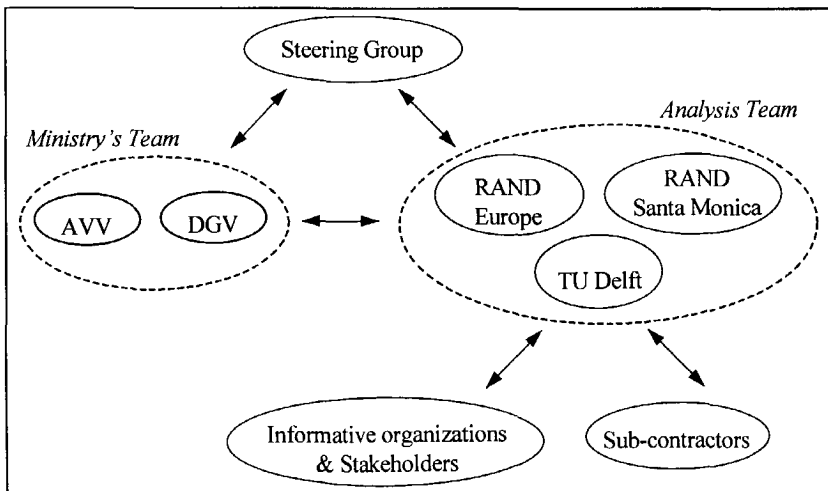 Steering Group
Analysis Team
Ministry's Team
RAND
Europe
RAND
Santa Monica
AVV
DGV
TU Delft
Informative organizations
& Stakeholders
Sub-contractors